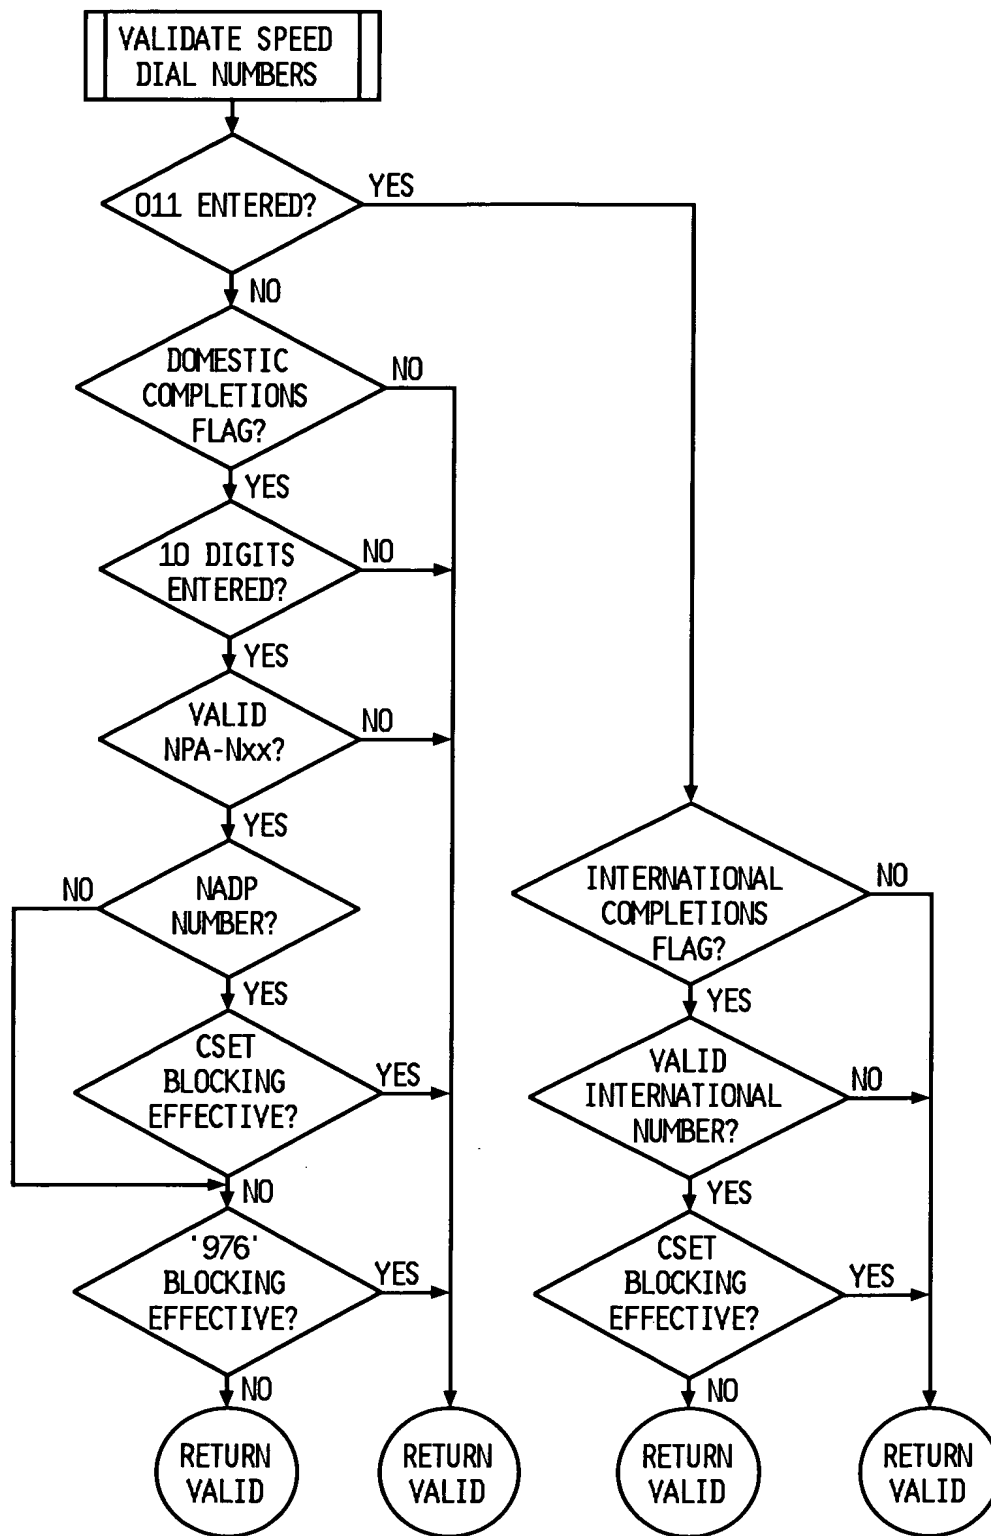 VALIDATE SPEED
DIAL NUMBERS
011 ENTERED?
YES
NO
DOMESTIC
COMPLETIONS
FLAG?
NO
YES
10 DIGITS
ENTERED?
NO
YES
VALID
NPA-Nxx?
NO
YES
NADP
NUMBER?
NO
YES
CSET
BLOCKING
EFFECTIVE?
YES
NO
'976'
BLOCKING
EFFECTIVE?
YES
NO
RETURN
VALID
RETURN
VALID
INTERNATIONAL
COMPLETIONS
FLAG?
NO
YES
VALID
INTERNATIONAL
NUMBER?
NO
YES
CSET
BLOCKING
EFFECTIVE?
YES
NO
RETURN
VALID
RETURN
VALID